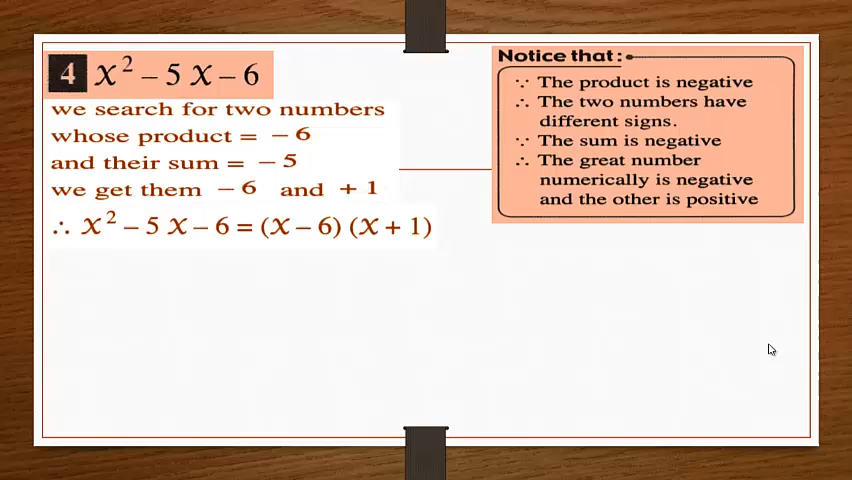 4 x² – 5 x – 6
we search for two numbers
whose product = – 6
and their sum = – 5
we get them – 6 and + 1
∴ x² – 5 x – 6 = (x – 6) (x + 1)
Notice that :
∵ The product is negative
∴ The two numbers have
different signs.
∵ The sum is negative
∴ The great number
numerically is negative
and the other is positive